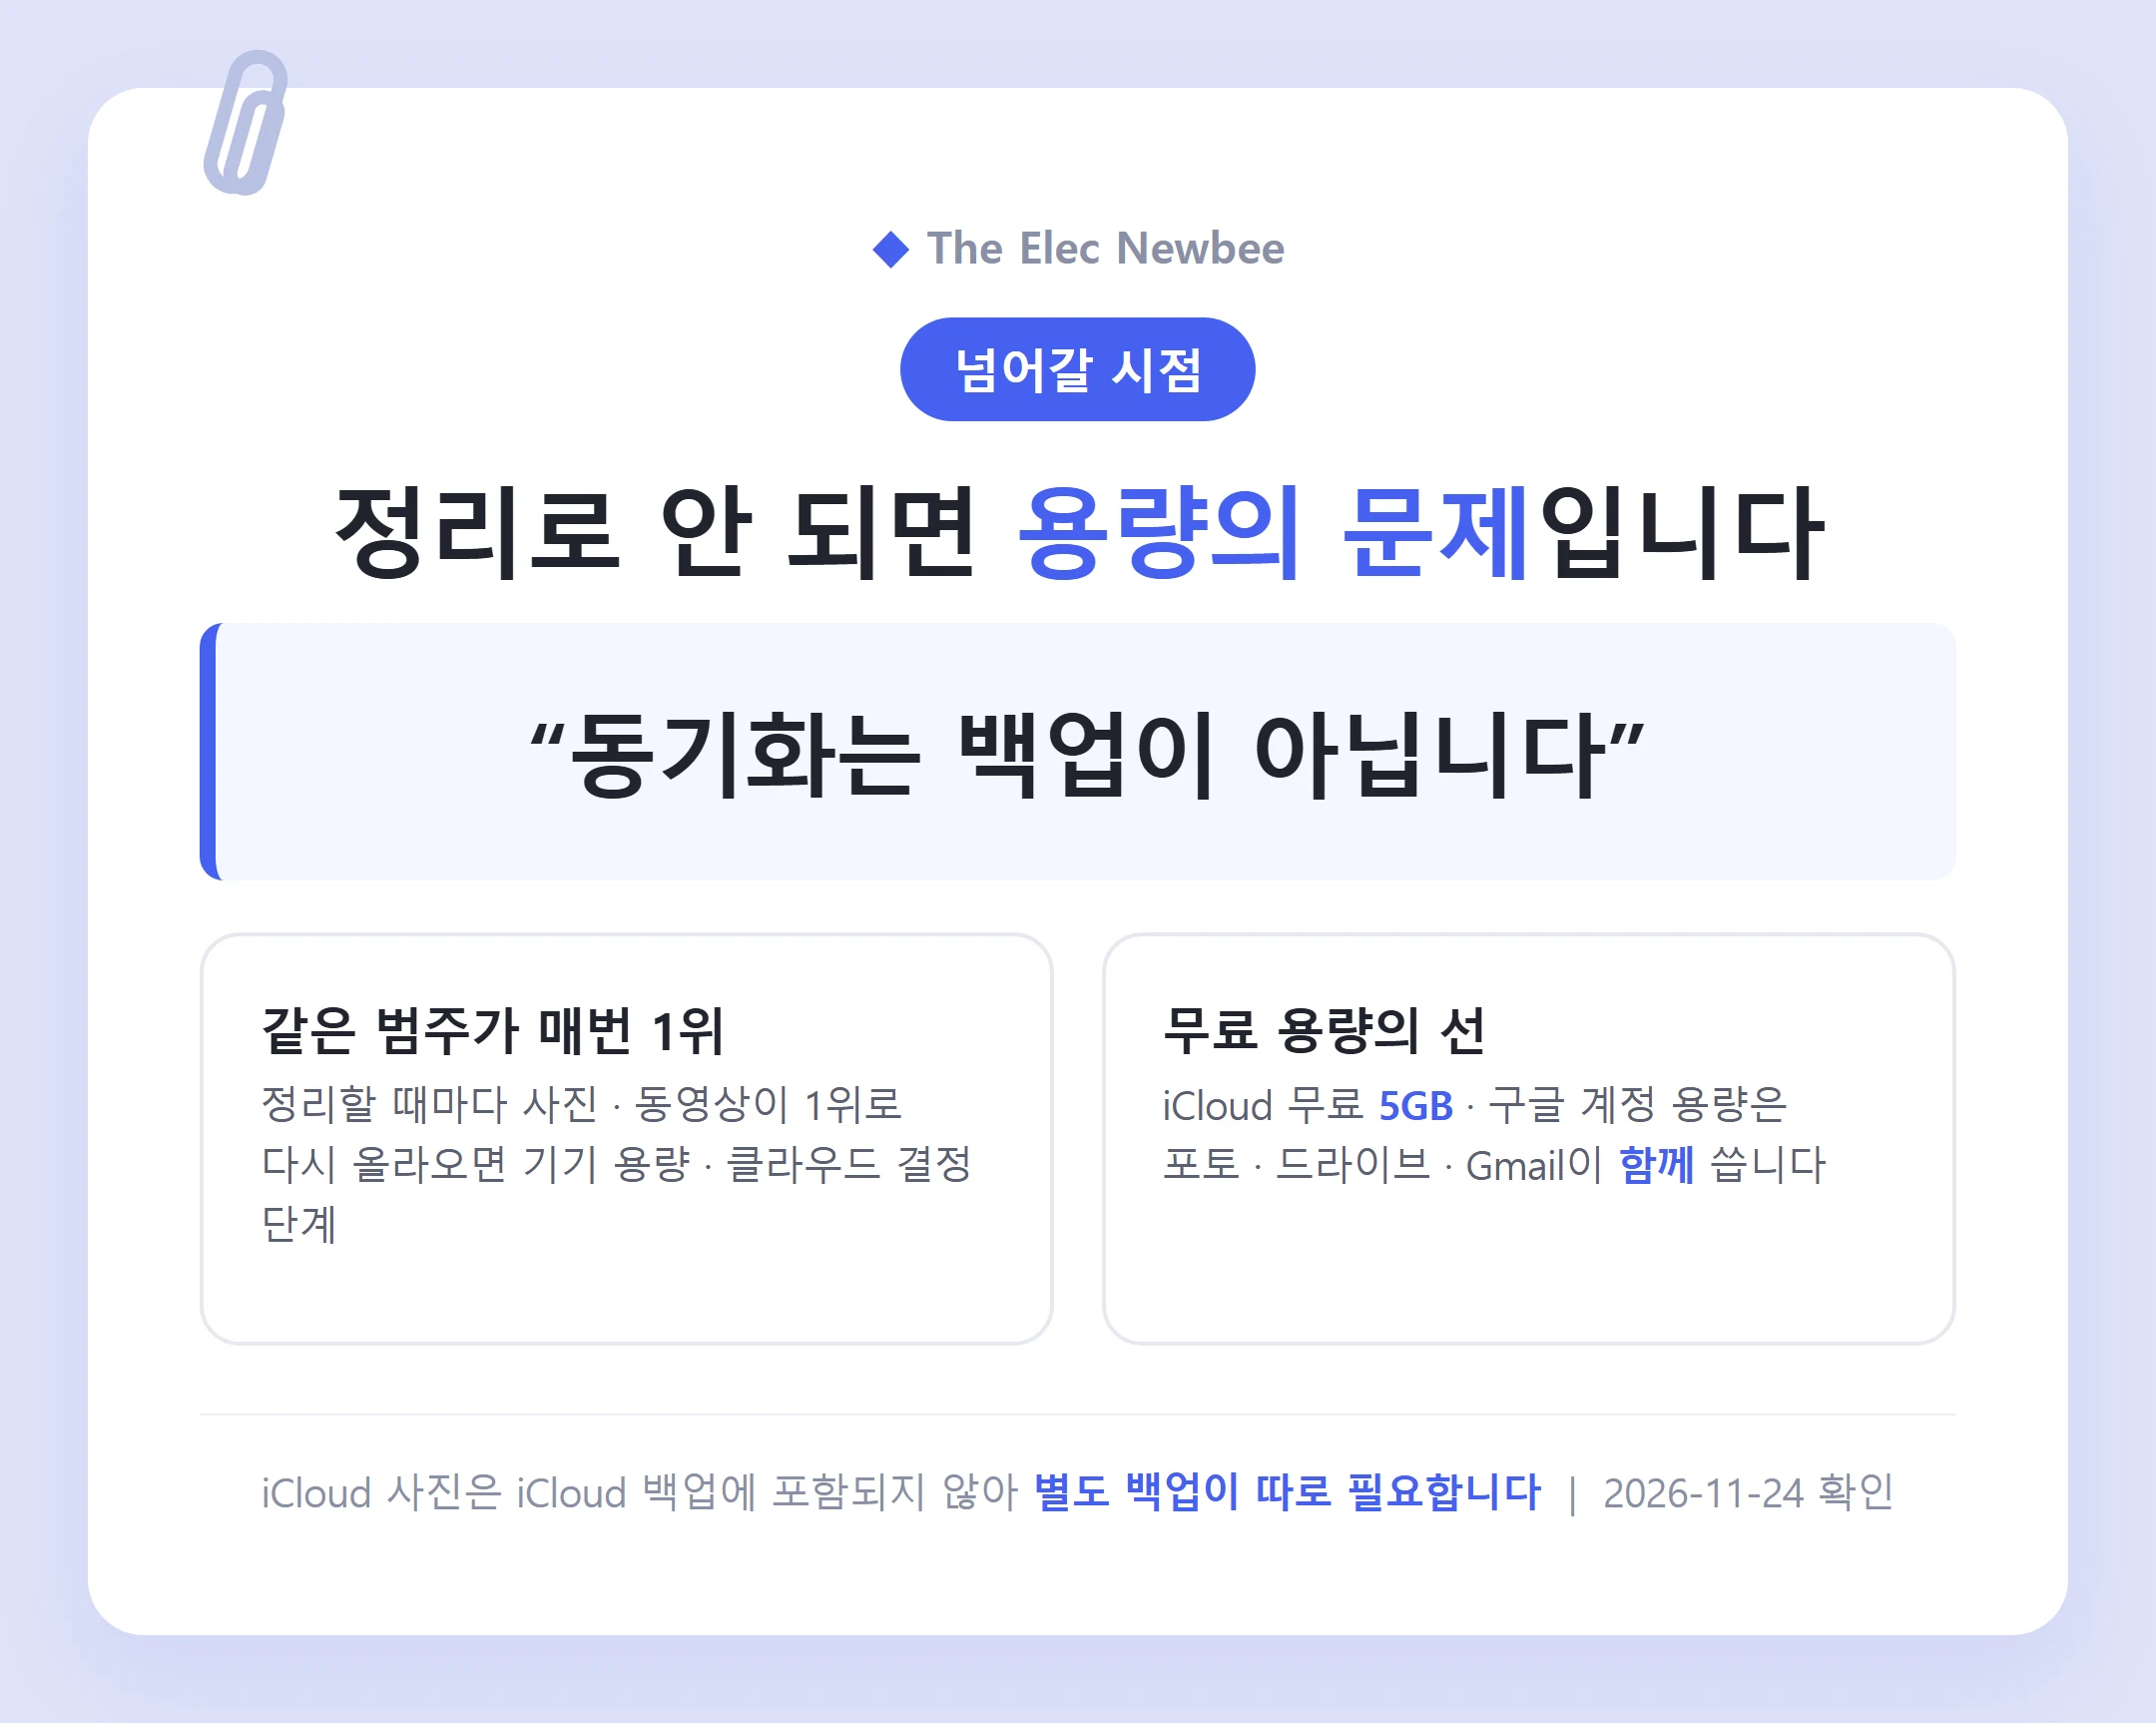 The Elec Newbee
넘어갈 시점
정리로 안 되면 용량의 문제입니다
“동기화는 백업이 아닙니다”
같은 범주가 매번 1위
정리할 때마다 사진 · 동영상이 1위로
다시 올라오면 기기 용량 · 클라우드 결정
단계
무료 용량의 선
iCloud 무료 5GB · 구글 계정 용량은
포토 · 드라이브 · Gmail이 함께 씁니다
iCloud 사진은 iCloud 백업에 포함되지 않아 별도 백업이 따로 필요합니다 | 2026-11-24 확인